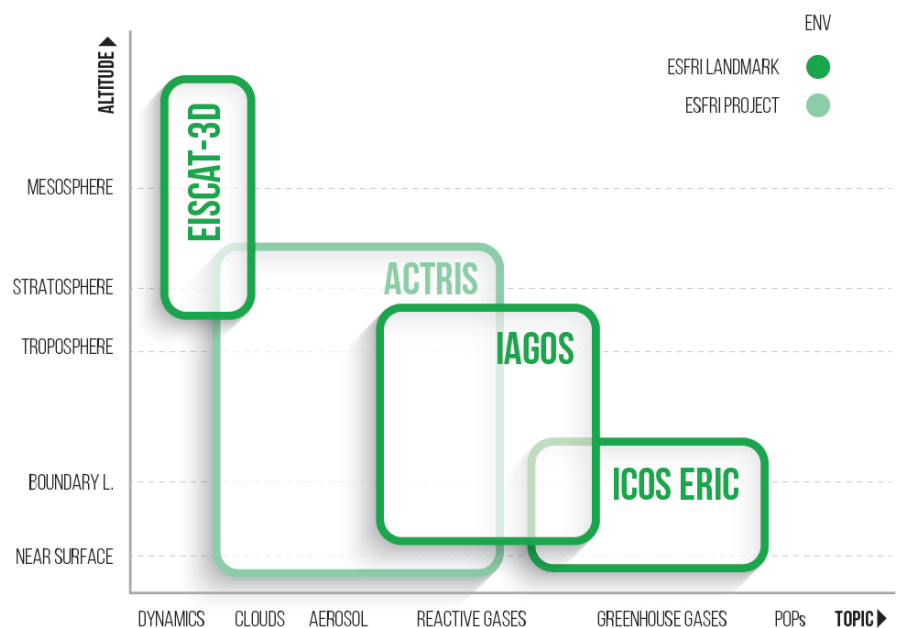 ENV
ESFRI LANDMARK
ESFRI PROJECT
ALTITUDE
MESOSPHERE
STRATOSPHERE
TROPOSPHERE
BOUNDARY L.
NEAR SURFACE
EISCAT-3D
ACTRIS
IAGOS
ICOS ERIC
DYNAMICS CLOUDS AEROSOL REACTIVE GASES GREENHOUSE GASES POPs TOPIC